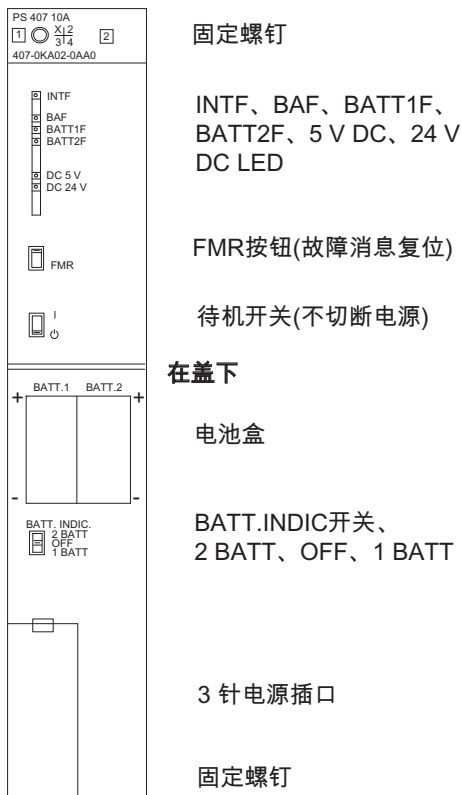 PS 407 10A
1 X 2 3 4 2
407-0KA02-0AA0
固定螺钉
INTF
BAF
BATT1F
BATT2F
DC 5 V
DC 24 V
INTF、BAF、BATT1F、
BATT2F、5 V DC、24 V
DC LED
FMR
FMR按钮(故障消息复位)
I
待机开关(不切断电源)
在盖下
BATT.1 BATT.2
+ +
- -
电池盒
BATT. INDIC.
2 BATT
OFF
1 BATT
BATT.INDIC开关、
2 BATT、OFF、1 BATT
3 针电源插口
固定螺钉